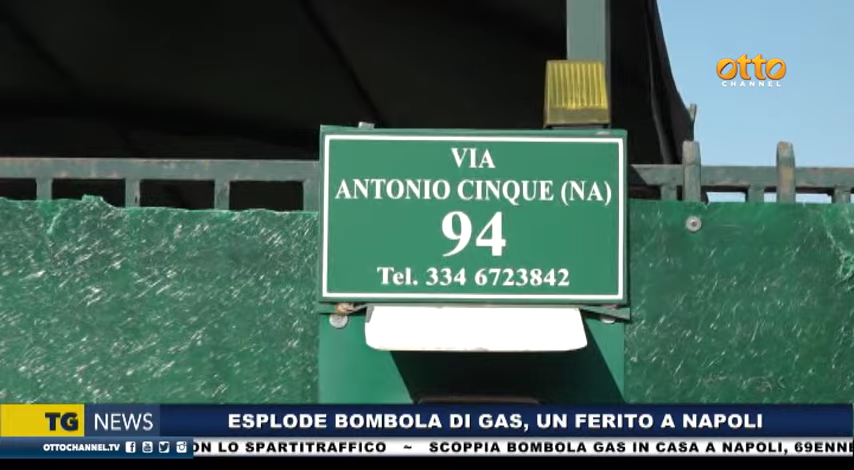 otto
CHANNEL
VIA
ANTONIO CINQUE (NA)
94
Tel. 334 6723842
TG NEWS
ESPLODE BOMBOLA DI GAS, UN FERITO A NAPOLI
OTTOCHANNEL.TV
ON LO SPARTITRAFFICO ~ SCOPPIA BOMBOLA GAS IN CASA A NAPOLI, 69ENN